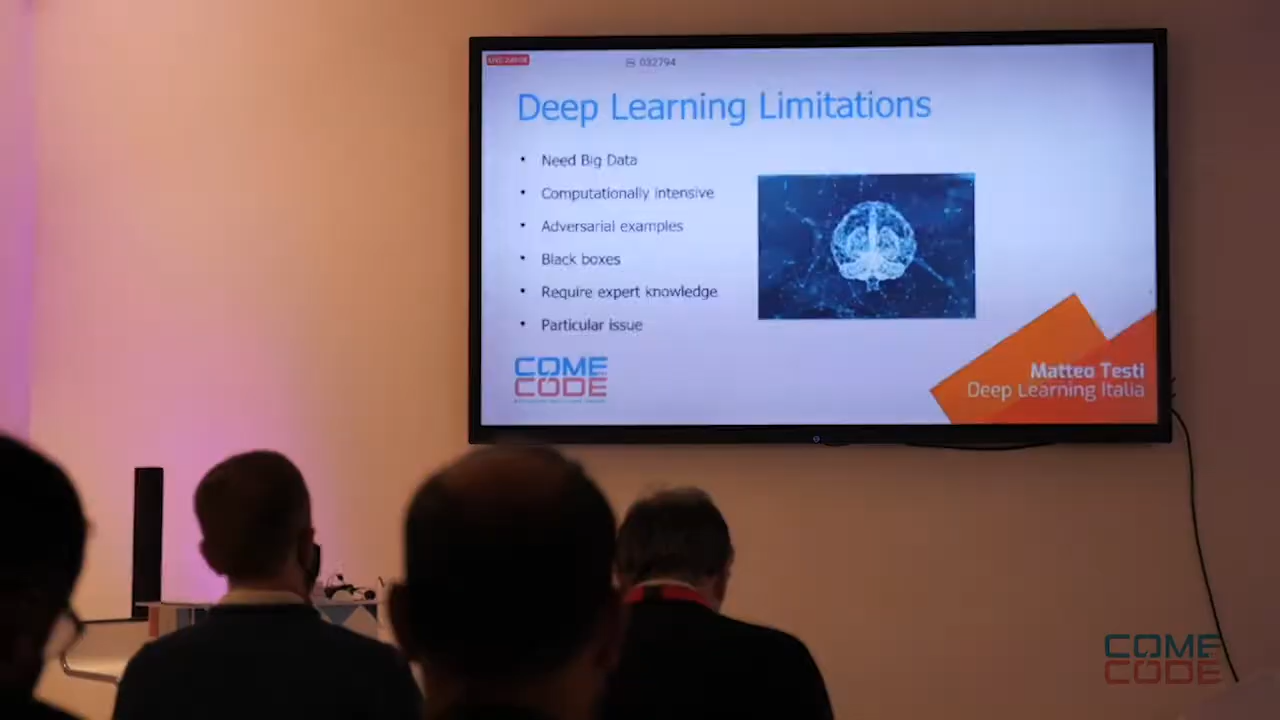 032794
Deep Learning Limitations
• Need Big Data
• Computationally intensive
• Adversarial examples
• Black boxes
• Require expert knowledge
• Particular issue
COME
CODE
Matteo Testi
Deep Learning Italia
COME
CODE